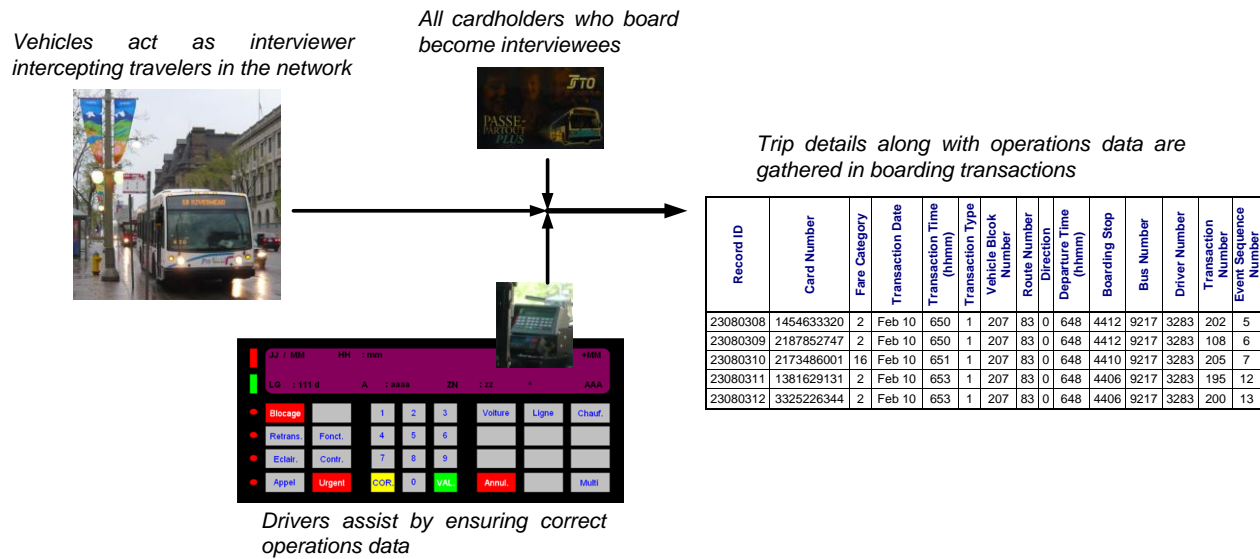 Vehicles act as interviewer
intercepting travelers in the network
All cardholders who board
become interviewees
STO
PASSE-
PARTOUT
PLUS
Trip details along with operations data are
gathered in boarding transactions
Record ID Card Number Fare Category Transaction Date Transaction Time (hhmm) Transaction Type Vehicle Blcok Number Route Number Direction Departure Time (hhmm) Boarding Stop Bus Number Driver Number Transaction Number Event Sequence Number
23080308 1454633320 2 Feb 10 650 1 207 83 0 648 4412 9217 3283 202 5
23080309 2187852747 2 Feb 10 650 1 207 83 0 648 4412 9217 3283 108 6
23080310 2173486001 16 Feb 10 651 1 207 83 0 648 4410 9217 3283 205 7
23080311 1381629131 2 Feb 10 653 1 207 83 0 648 4406 9217 3283 195 12
23080312 3325226344 2 Feb 10 653 1 207 83 0 648 4406 9217 3283 200 13
JJ / MM HH : mm +MM
LG : 111 d A : aaaa ZN : zz * AAA
Blocage 1 2 3 Voiture Ligne Chauf.
Retrans. Fonct. 4 5 6
Eclair. Contr. 7 8 9
Appel Urgent COR. 0 VAL. Annul. Multi
Drivers assist by ensuring correct
operations data